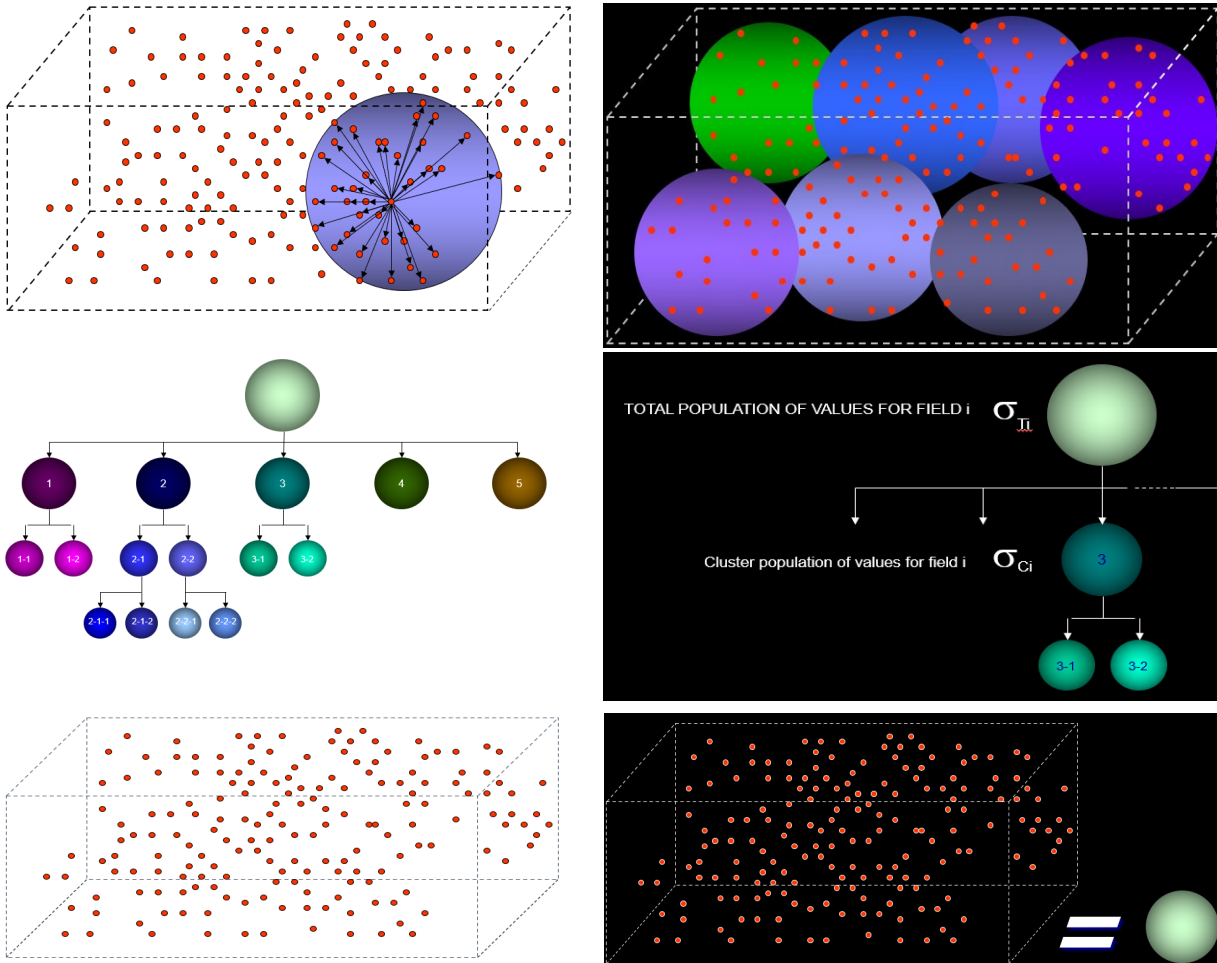 1 2 3 4 5
1-1 1-2 2-1 2-2 3-1 3-2
2-1-1 2-1-2 2-2-1 2-2-2
TOTAL POPULATION OF VALUES FOR FIELD i σTi
Cluster population of values for field i σCi 3
3-1 3-2